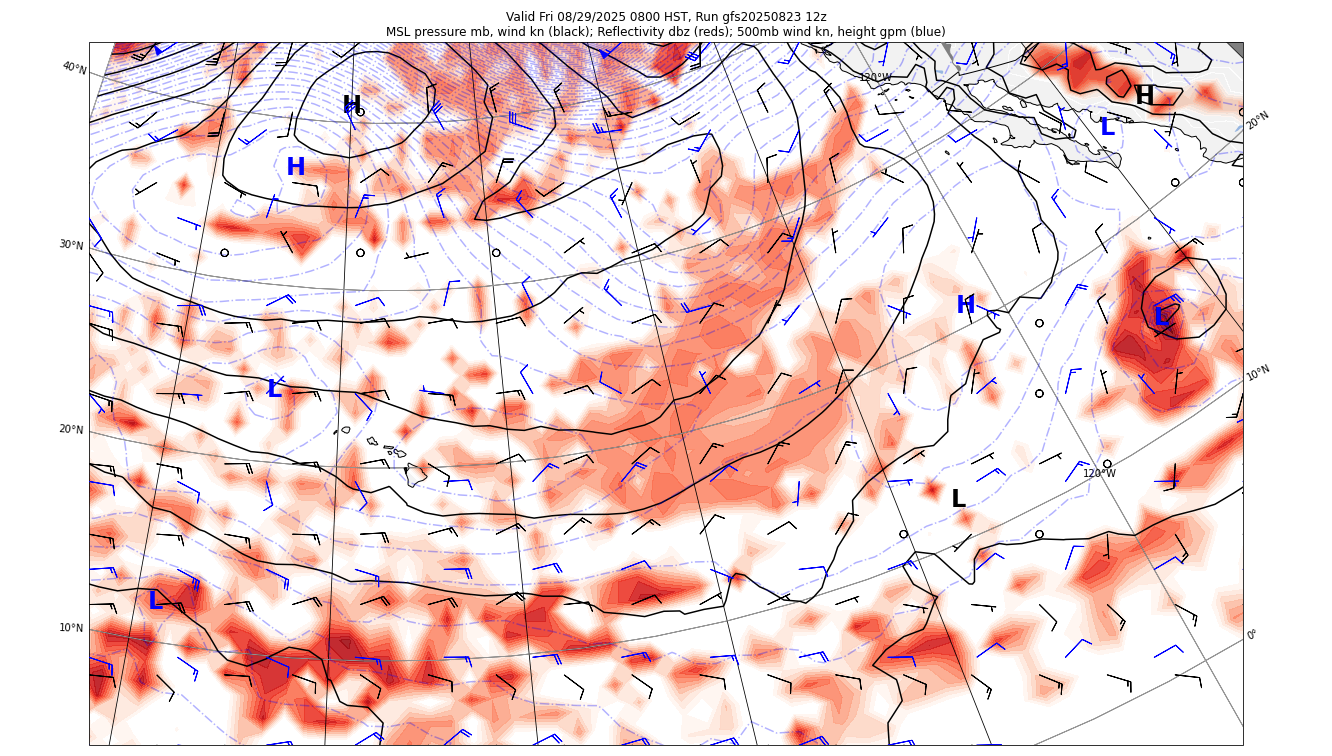 Valid Fri 08/29/2025 0800 HST, Run gfs20250823 12z
MSL pressure mb, wind kn (black); Reflectivity dbz (reds); 500mb wind kn, height gpm (blue)
40°N
120°W
H
H
L
20°N
H
30°N
H
L
10°N
L
20°N
120°W
L
L
10°N
0°